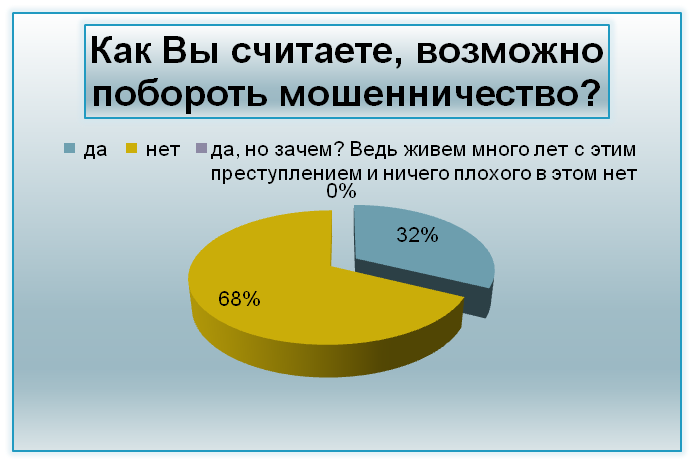 Как Вы считаете, возможно
побороть мошенничество?
да нет да, но зачем? Ведь живем много лет с этим
преступлением и ничего плохого в этом нет
0%
32%
68%